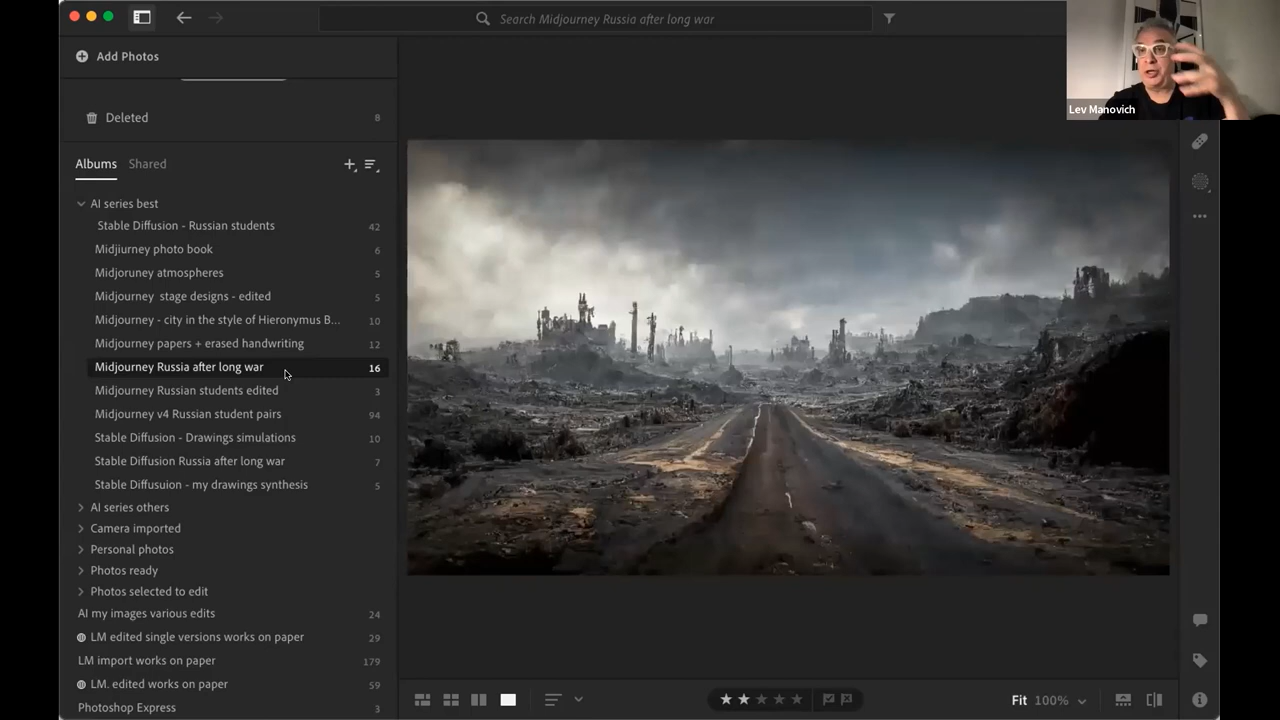 Search Midjourney Russia after long war
Add Photos
Lev Manovich
Deleted 8
Albums Shared
AI series best
Stable Diffusion - Russian students 42
Midjiurney photo book 6
Midjoruney atmospheres 5
Midjourney stage designs - edited 5
Midjourney - city in the style of Hieronymus B... 10
Midjourney papers + erased handwriting 12
Midjourney Russia after long war 16
Midjourney Russian students edited 3
Midjourney v4 Russian student pairs 94
Stable Diffusion - Drawings simulations 10
Stable Diffusion Russia after long war 7
Stable Diffusuion - my drawings synthesis 5
AI series others
Camera imported
Personal photos
Photos ready
Photos selected to edit
AI my images various edits 24
LM edited single versions works on paper 29
LM import works on paper 179
LM. edited works on paper 59
Photoshop Express 3
Fit 100%